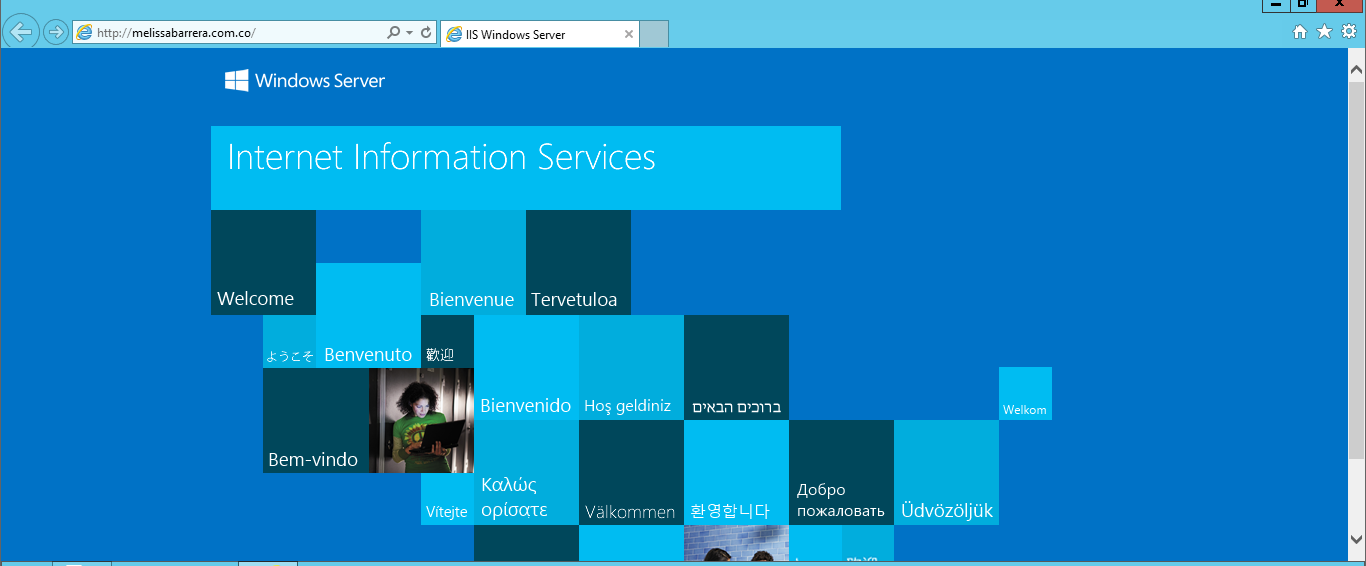 http://melissabarrera.com.co/
IIS Windows Server
Windows Server
Internet Information Services
Welcome
Bienvenue
Tervetuloa
ようこそ
Benvenuto
歡迎
Bienvenido
Hoş geldiniz
ברוכים הבאים
Welkom
Bem-vindo
Vítejte
Καλώς
ορίσατε
Välkommen
환영합니다
Добро
пожаловать
Üdvözöljük